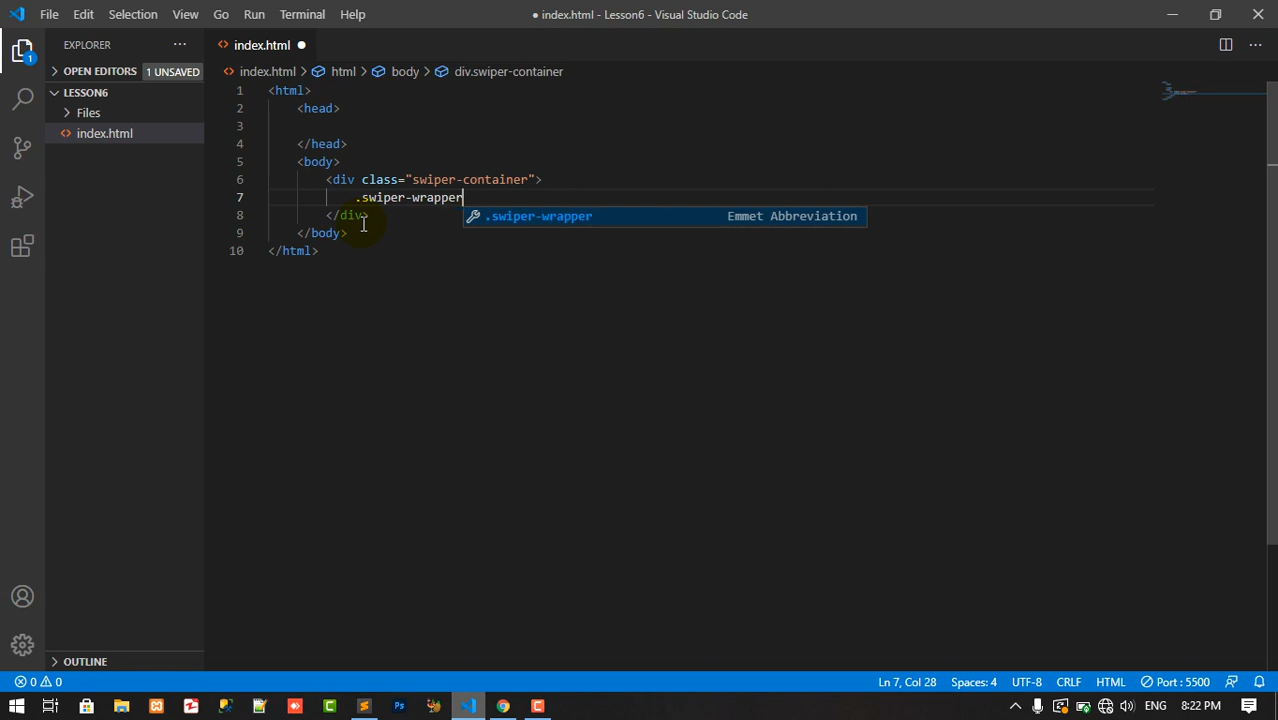 File Edit Selection View Go Run Terminal Help
● index.html - Lesson6 - Visual Studio Code
EXPLORER
index.html
OPEN EDITORS 1 UNSAVED
index.html > html > body > div.swiper-container
LESSON6
Files
index.html
1 <html>
2 <head>
3
4 </head>
5 <body>
6 <div class="swiper-container">
7 .swiper-wrapper
.swiper-wrapper Emmet Abbreviation
8 </div>
9 </body>
10 </html>
1
OUTLINE
0 0
Ln 7, Col 28 Spaces: 4 UTF-8 CRLF HTML Port : 5500
ENG 8:22 PM